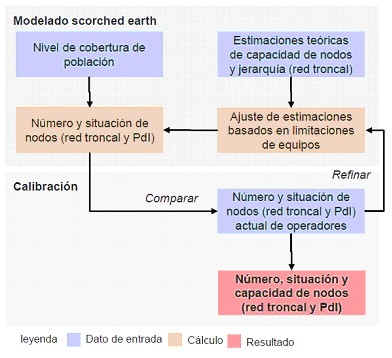 Modelado scorched earth
Nivel de cobertura de
población
Estimaciones teóricas
de capacidad de nodos
y jerarquía (red troncal)
Número y situación de
nodos (red troncal y PdI)
Ajuste de estimaciones
basados en limitaciones
de equipos
Refinar
Calibración
Comparar
Número y situación de
nodos (red troncal y PdI)
actual de operadores
Número, situación y
capacidad de nodos
(red troncal y PdI)
leyenda
Dato de entrada
Cálculo
Resultado